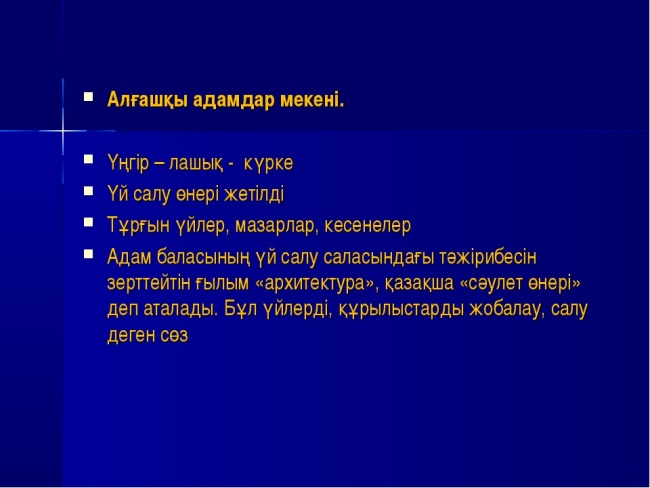 Алғашқы адамдар мекені.
Үңгір – лашық - күрке
Үй салу өнері жетілді
Тұрғын үйлер, мазарлар, кесенелер
Адам баласының үй салу саласындағы тәжірибесін
зерттейтін ғылым «архитектура», қазақша «сәулет өнері»
деп аталады. Бұл үйлерді, құрылыстарды жобалау, салу
деген сөз